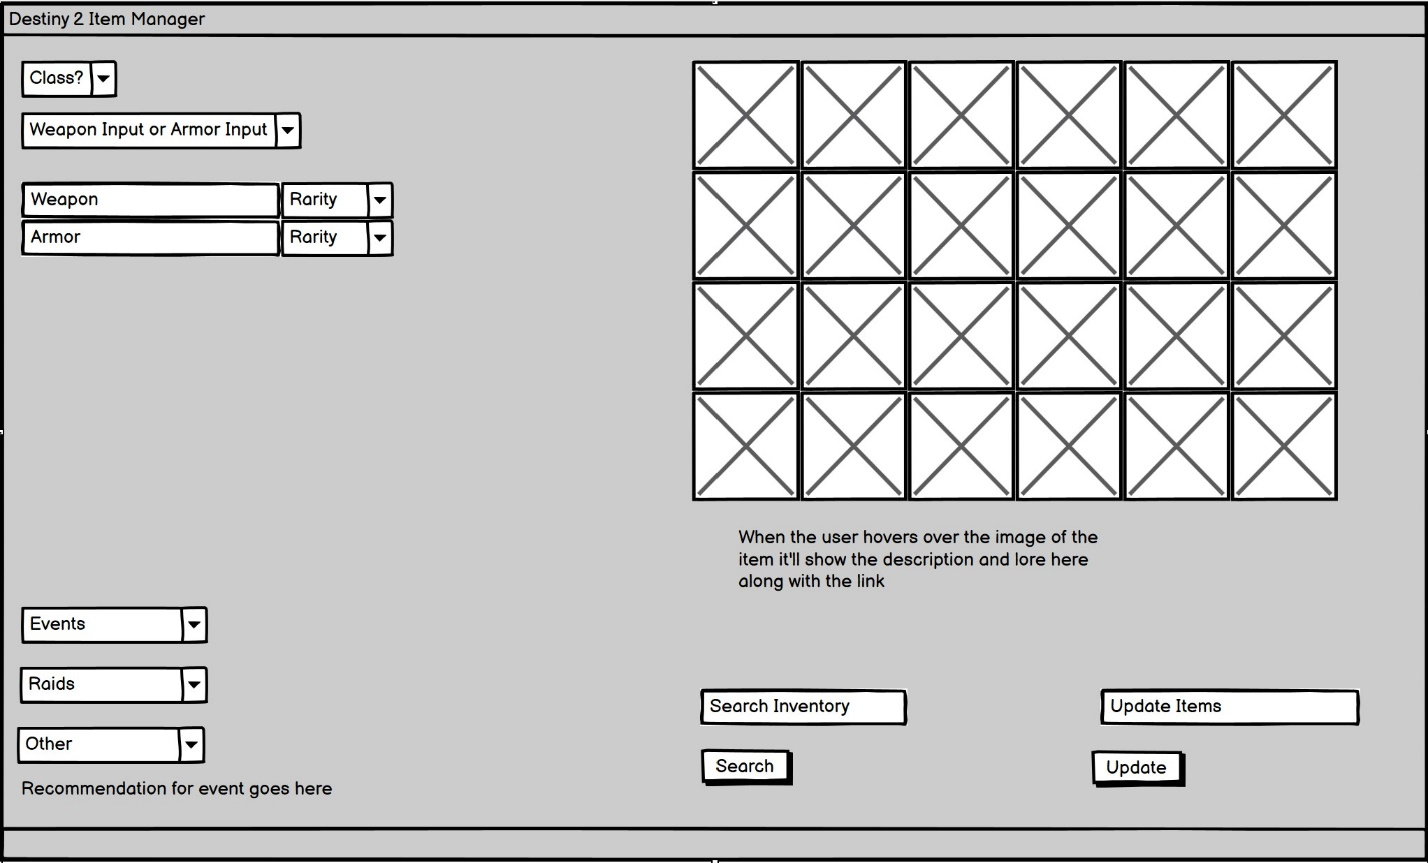 Destiny 2 Item Manager
Class?
Weapon Input or Armor Input
Weapon
Rarity
Armor
Rarity
When the user hovers over the image of the
item it'll show the description and lore here
along with the link
Events
Raids
Other
Recommendation for event goes here
Search Inventory
Update Items
Search
Update